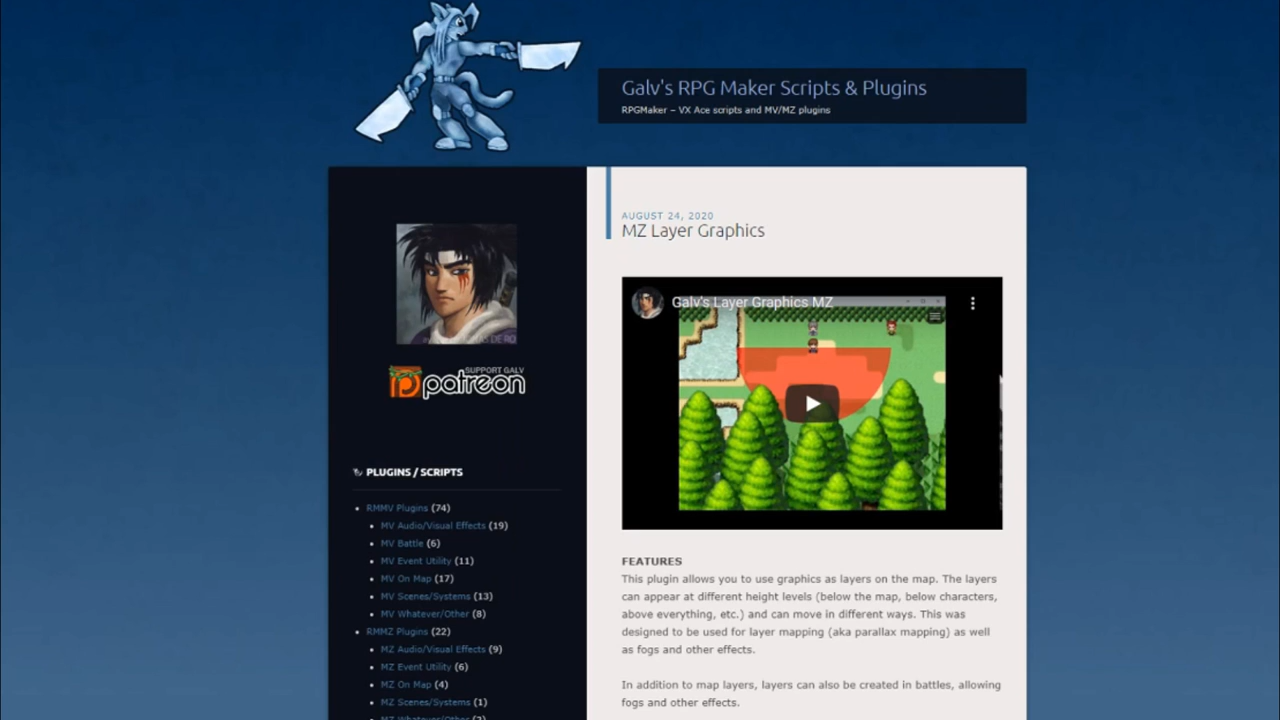 Galv's RPG Maker Scripts & Plugins
RPGMaker – VX Ace scripts and MV/MZ plugins
SUPPORT GALV
patreon
PLUGINS / SCRIPTS
RMMV Plugins (74)
MV Audio/Visual Effects (19)
MV Battle (6)
MV Event Utility (11)
MV On Map (17)
MV Scenes/Systems (13)
MV Whatever/Other (8)
RMMZ Plugins (22)
MZ Audio/Visual Effects (9)
MZ Event Utility (6)
MZ On Map (4)
MZ Scenes/Systems (1)
MZ Whatever/Other
AUGUST 24, 2020
MZ Layer Graphics
Galv's Layer Graphics MZ
FEATURES
This plugin allows you to use graphics as layers on the map. The layers
can appear at different height levels (below the map, below characters,
above everything, etc.) and can move in different ways. This was
designed to be used for layer mapping (aka parallax mapping) as well
as fogs and other effects.
In addition to map layers, layers can also be created in battles, allowing
fogs and other effects.